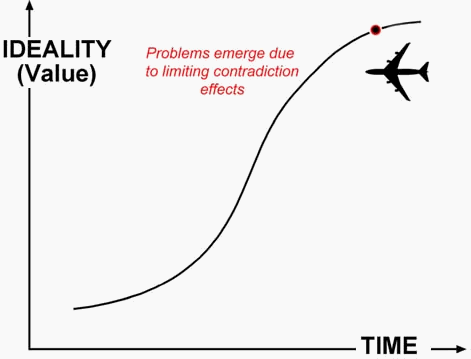 IDEALITY
(Value)
Problems emerge due
to limiting contradiction
effects
TIME